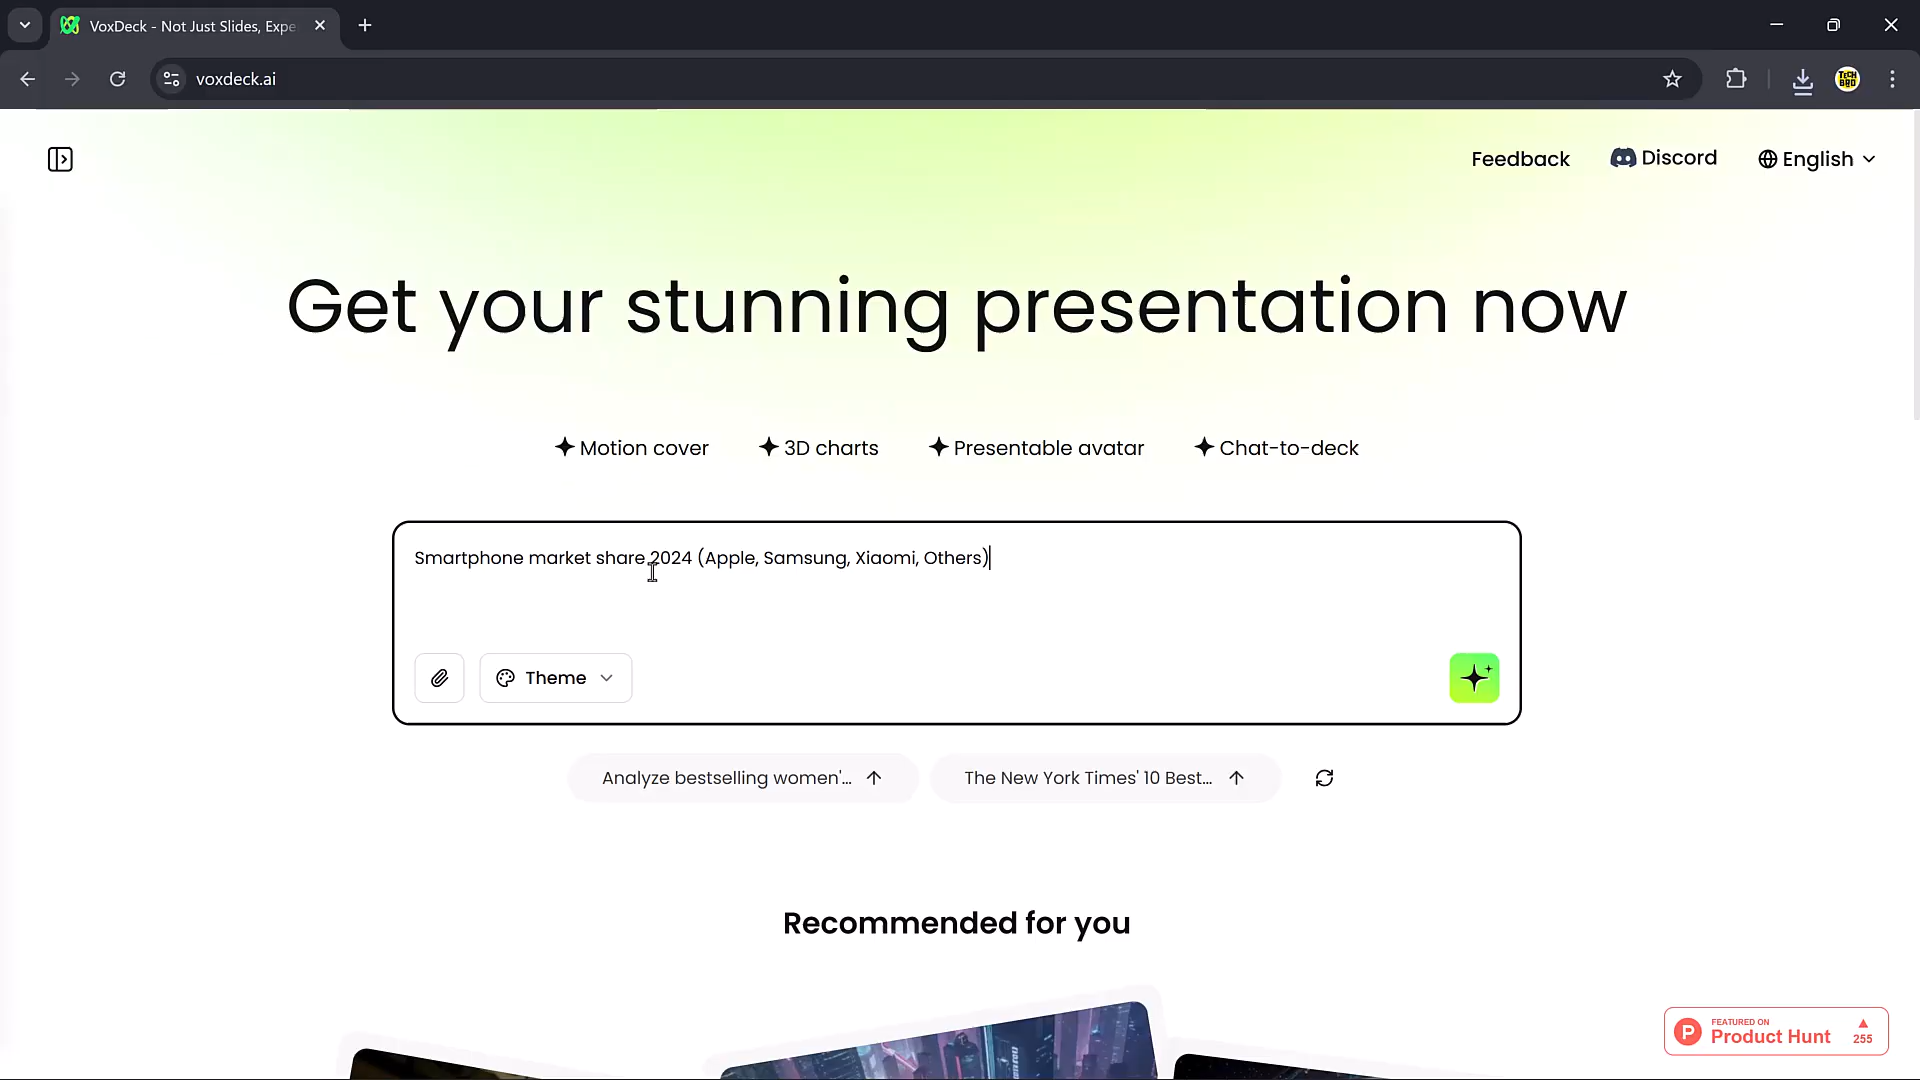 VoxDeck - Not Just Slides, Expe
voxdeck.ai
TECH
BRO
Feedback
Discord
English
Get your stunning presentation now
Motion cover
3D charts
Presentable avatar
Chat-to-deck
Smartphone market share 2024 (Apple, Samsung, Xiaomi, Others)
Theme
Analyze bestselling women'...
The New York Times' 10 Best...
Recommended for you
P
FEATURED ON
Product Hunt
255